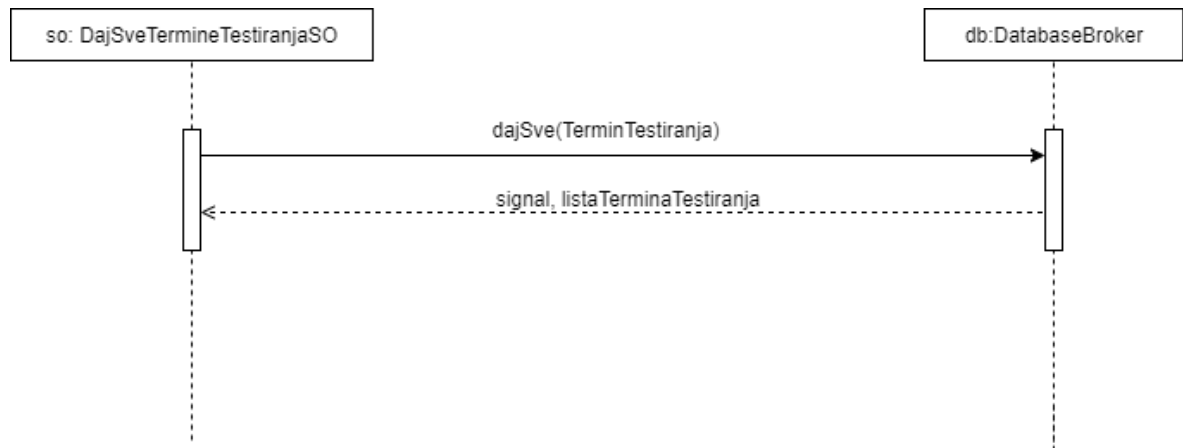 so: DajSveTermineTestiranjaSO
db:DatabaseBroker
dajSve(TerminTestiranja)
signal, listaTerminaTestiranja